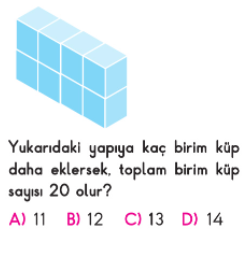 Yukarıdaki yapıya kaç birim küp
daha eklersek, toplam birim küp
sayısı 20 olur?
A) 11 B) 12 C) 13 D) 14